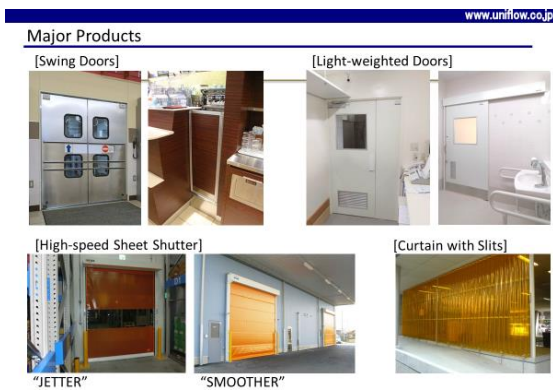 www.uniflow.co.jp
Major Products
[Swing Doors]
[Light-weighted Doors]
[High-speed Sheet Shutter]
[Curtain with Slits]
"JETTER"
"SMOOTHER"